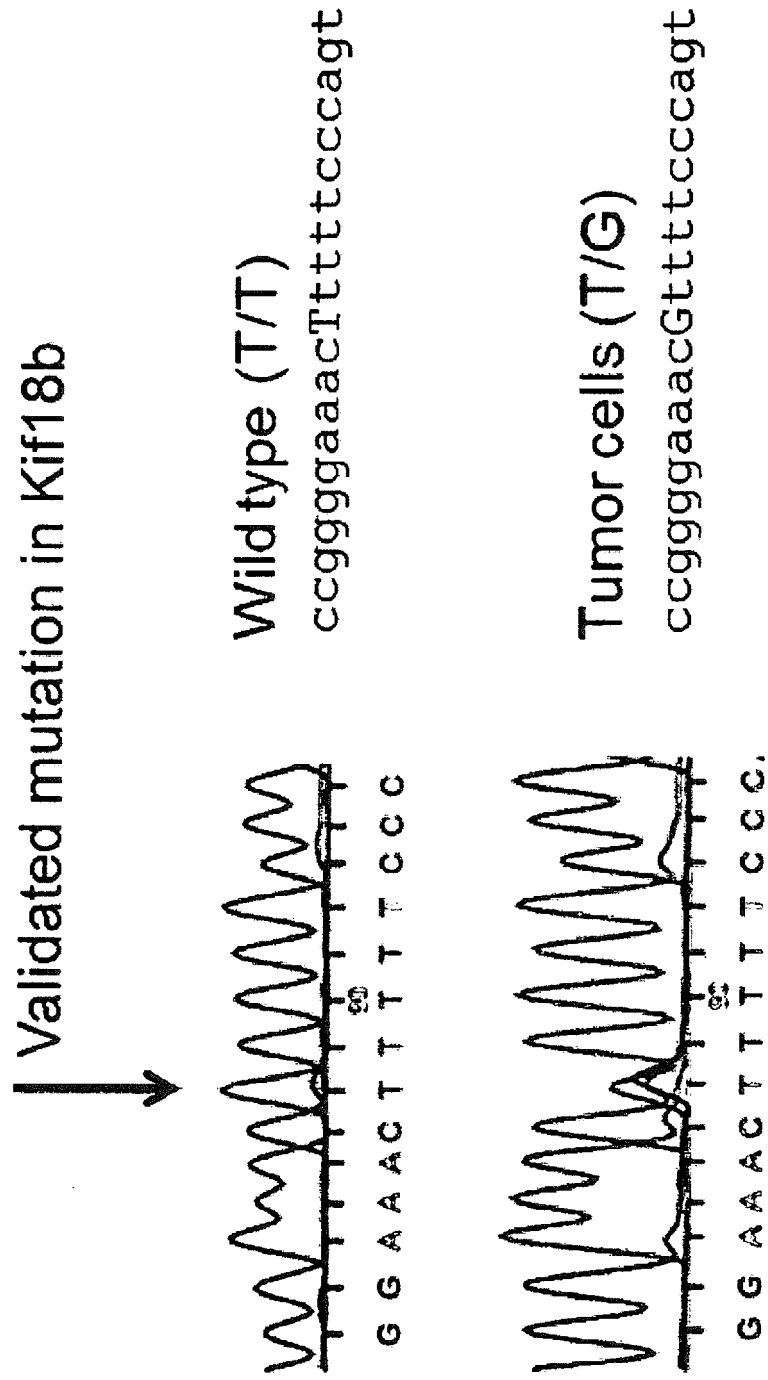 Validated mutation in Kif18b
Wild type (T/T)
ccggggaaacTttttcccagt
G G A A A C T T T T T C C C
Tumor cells (T/G)
ccggggaaacGttttcccagt
G G A A A C T T T T T C C C